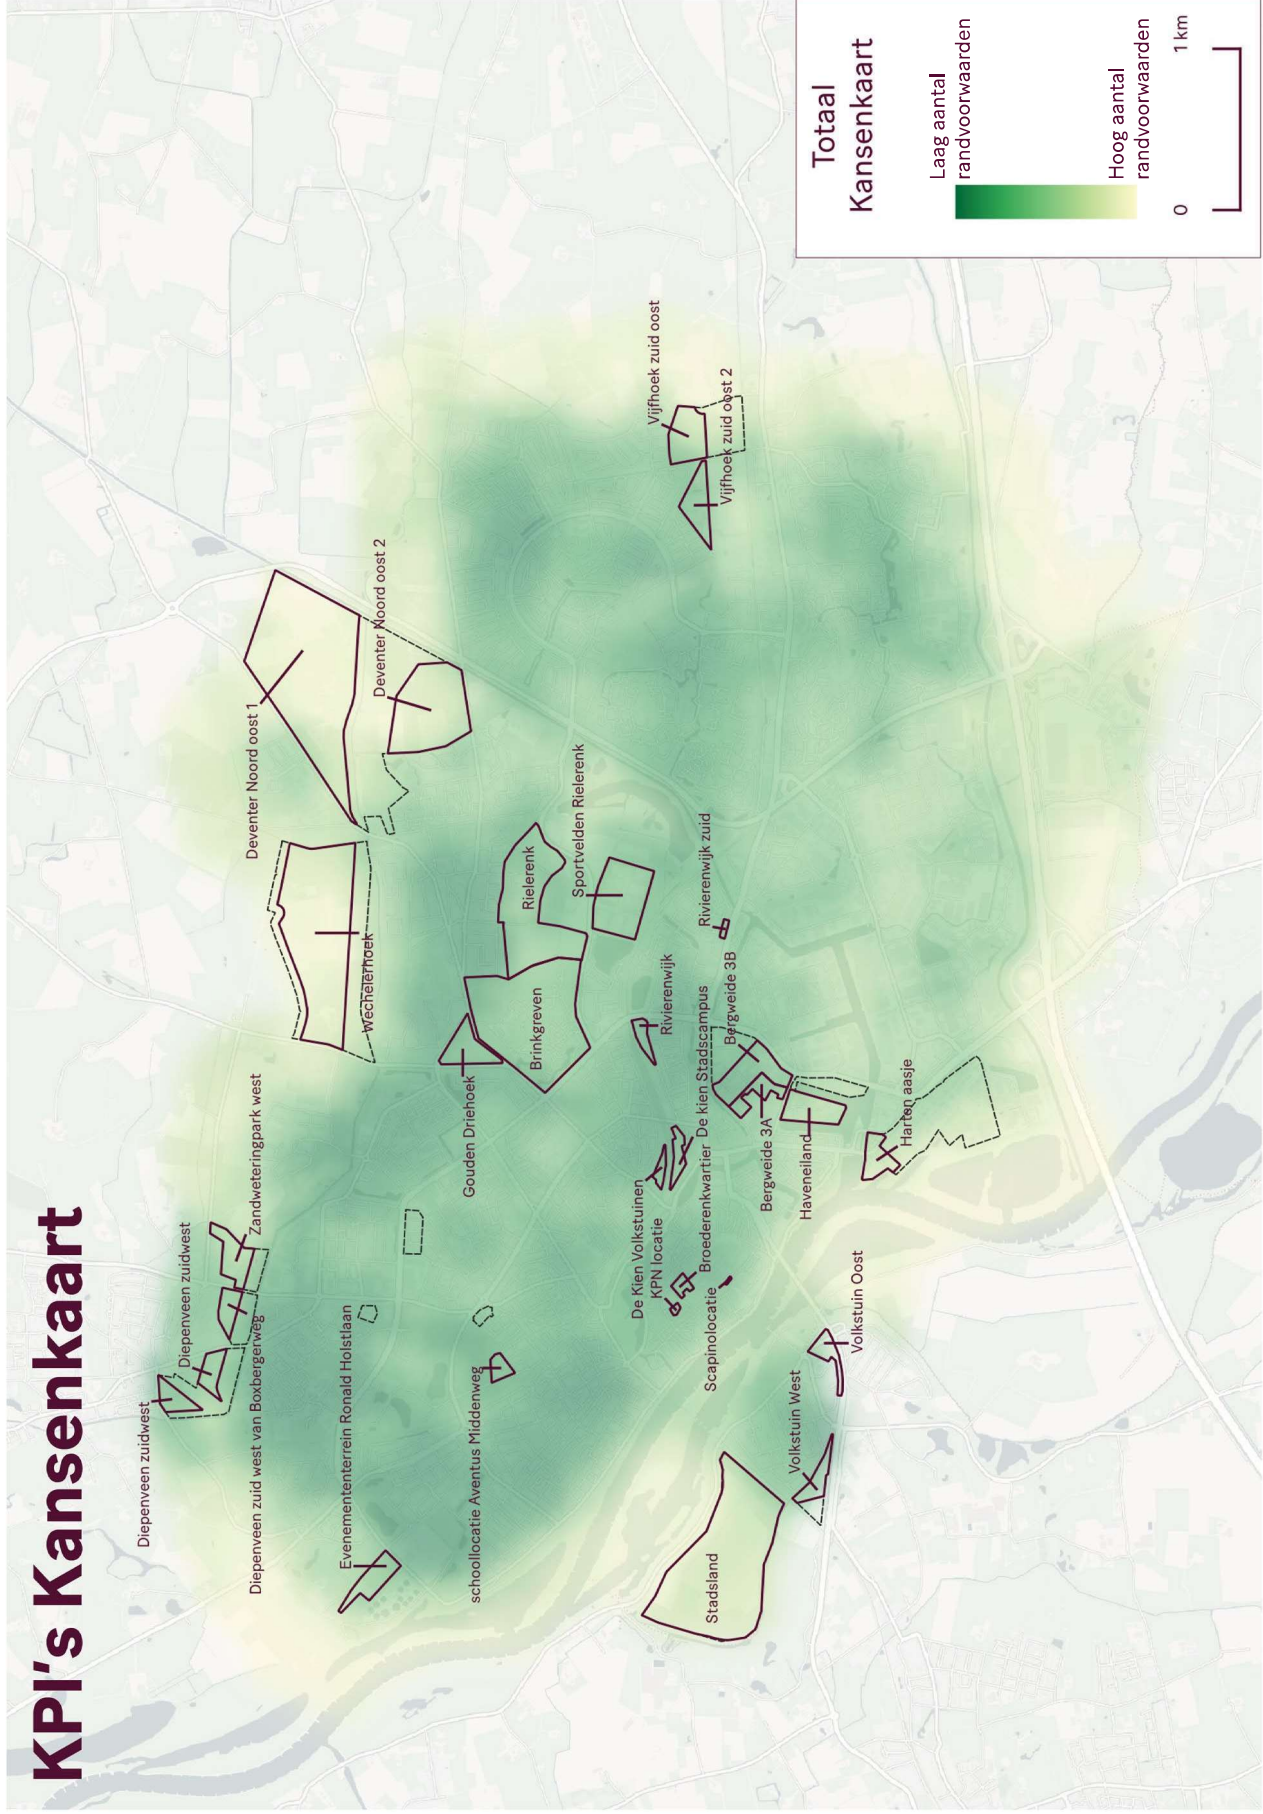 KPI's Kansenkaart
Diepenveen zuidwest
Diepenveen zuidwest
Zandweteringpark west
Diepenveen zuid west van Boxbergerweg
Wechelerhoek
Deventer Noord oost 1
Deventer Noord oost 2
Evenemententerrein Ronald Holstlaan
schoollocatie Aventus Middenweg
Gouden Driehoek
Brinkgreven
Rielerenk
Sportvelden Rielerenk
Rivierenwijk
Rivierenwijk zuid
De Kien Volkstuinen
KPN locatie
Broederenkwartier
De kien Stadscampus
Scapinolocatie
Bergweide 3B
Bergweide 3A
Haveneiland
Harten aasje
Stadsland
Volkstuin West
Volkstuin Oost
Vijfhoek zuid oost
Vijfhoek zuid oost 2
Totaal
Kansenkaart
Laag aantal
randvoorwaarden
Hoog aantal
randvoorwaarden
0
1 km